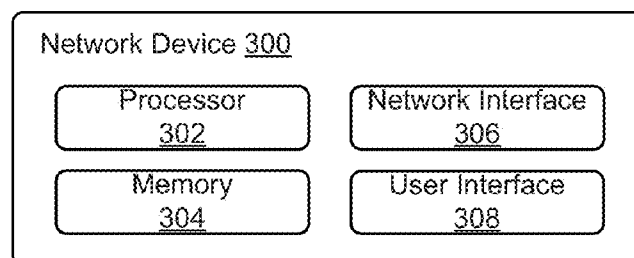 Network Device 300
Processor
302
Network Interface
306
Memory
304
User Interface
308